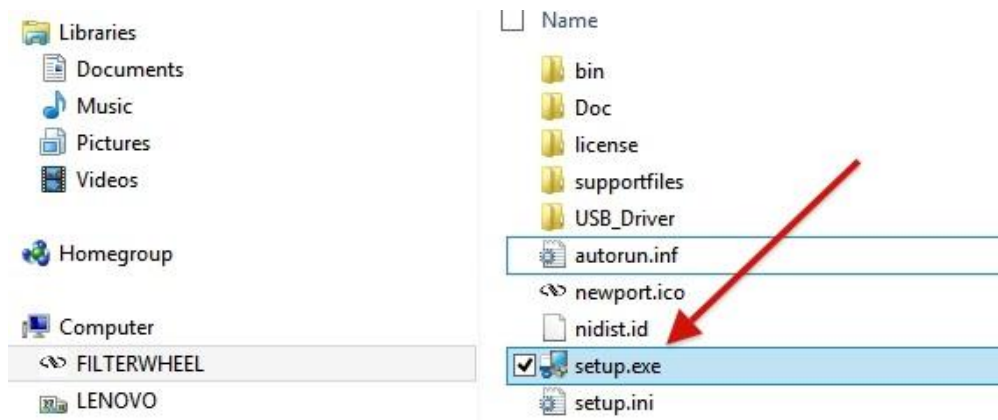 Libraries
Documents
Music
Pictures
Videos
Homegroup
Computer
FILTERWHEEL
LENOVO
Name
bin
Doc
license
supportfiles
USB_Driver
autorun.inf
newport.ico
nidist.id
setup.exe
setup.ini